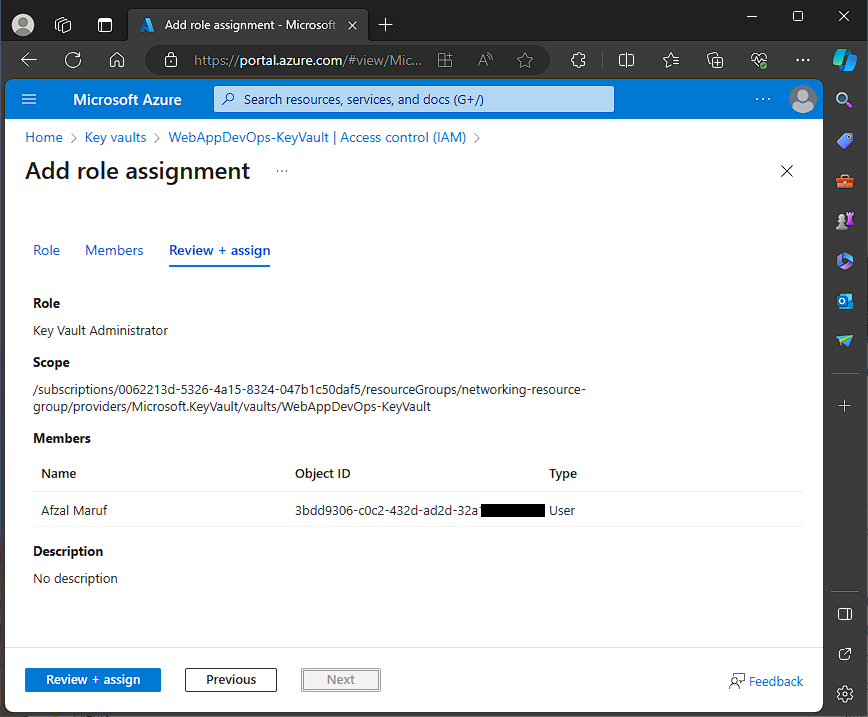 Add role assignment - Microsoft
https://portal.azure.com/#view/Mic...
Microsoft Azure
Search resources, services, and docs (G+/)
Home > Key vaults > WebAppDevOps-KeyVault | Access control (IAM) >
Add role assignment ...
Role Members Review + assign
Role
Key Vault Administrator
Scope
/subscriptions/0062213d-5326-4a15-8324-047b1c50daf5/resourceGroups/networking-resource-
group/providers/Microsoft.KeyVault/vaults/WebAppDevOps-KeyVault
Members
Name Object ID Type
Afzal Maruf 3bdd9306-c0c2-432d-ad2d-32a User
Description
No description
Review + assign Previous Next Feedback